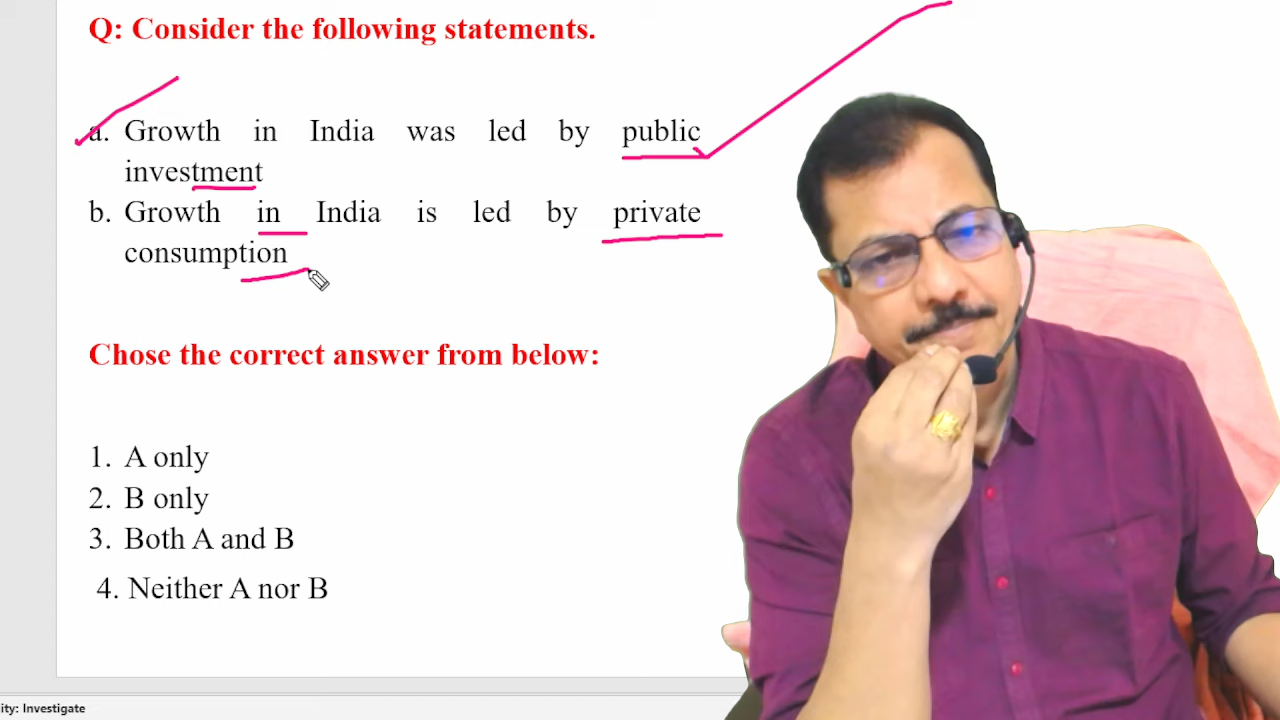 Q: Consider the following statements.
a. Growth in India was led by public
investment
b. Growth in India is led by private
consumption
Chose the correct answer from below:
1. A only
2. B only
3. Both A and B
4. Neither A nor B
ity: Investigate